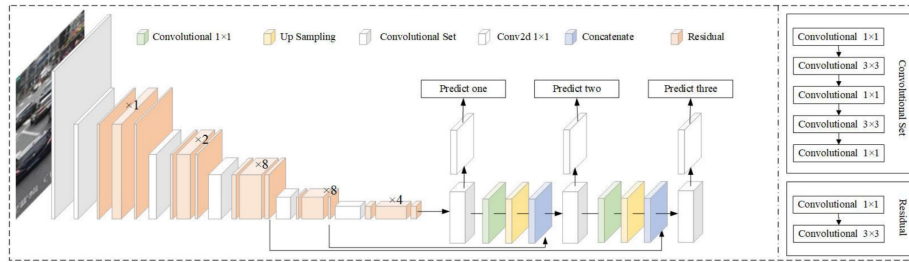 Convolutional 1×1
Up Sampling
Convolutional Set
Conv2d 1×1
Concatenate
Residual
×1
×2
×8
×8
×4
Predict one
Predict two
Predict three
Convolutional 1×1
Convolutional 3×3
Convolutional 1×1
Convolutional 3×3
Convolutional 1×1
Convolutional Set
Convolutional 1×1
Convolutional 3×3
Residual